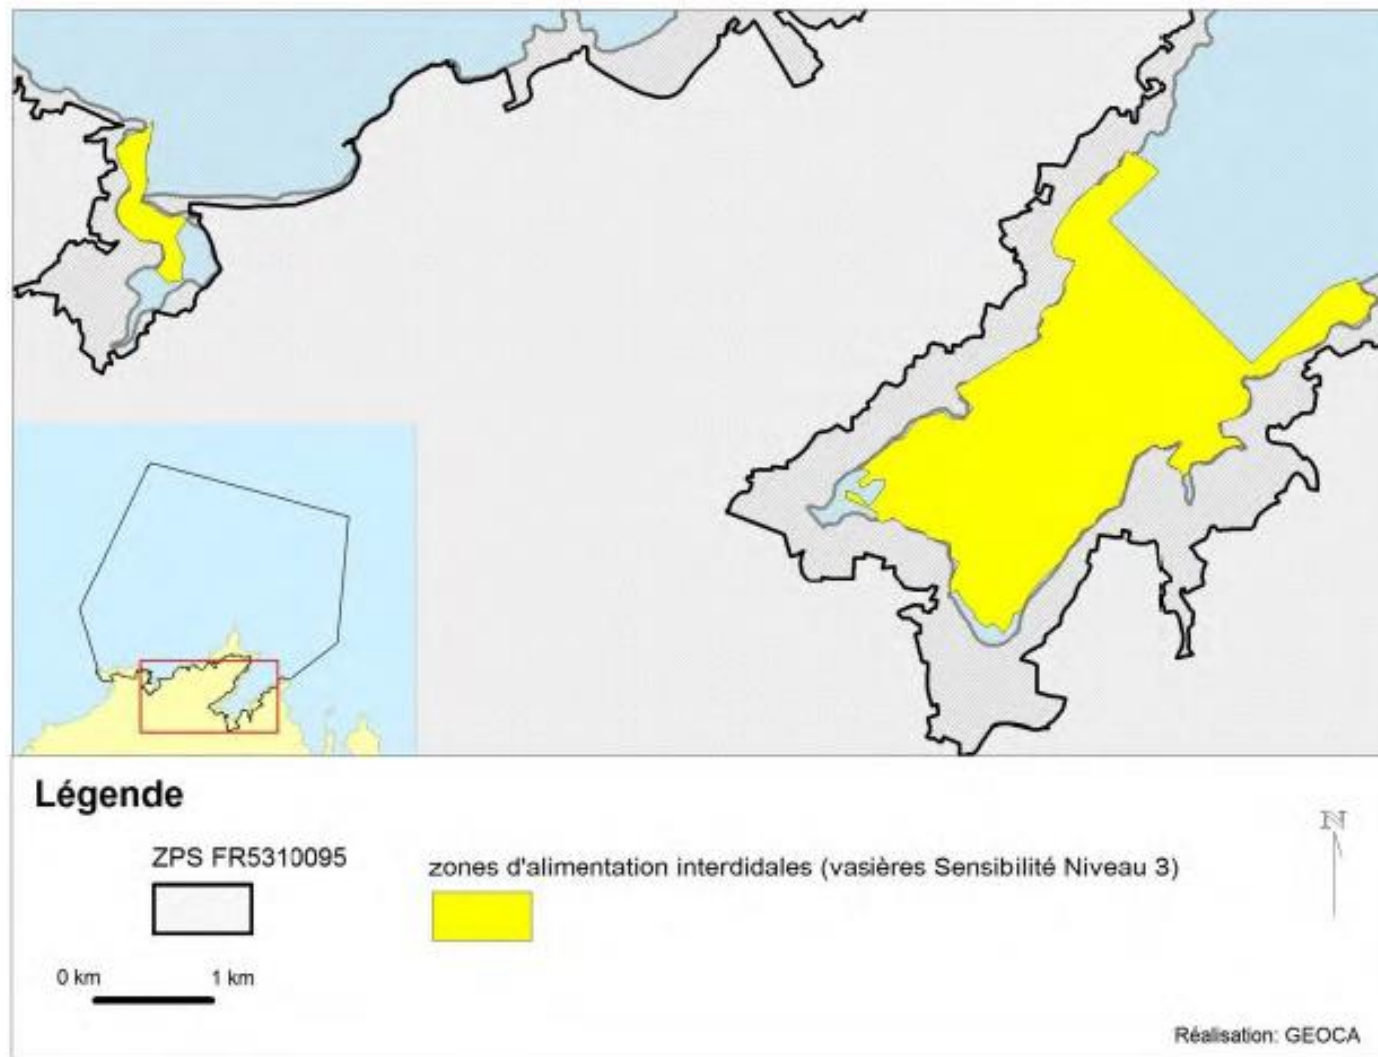 Légende
ZPS FR5310095
zones d'alimentation interdidales (vasières Sensibilité Niveau 3)
N
0 km 1 km
Réalisation: GEOCA